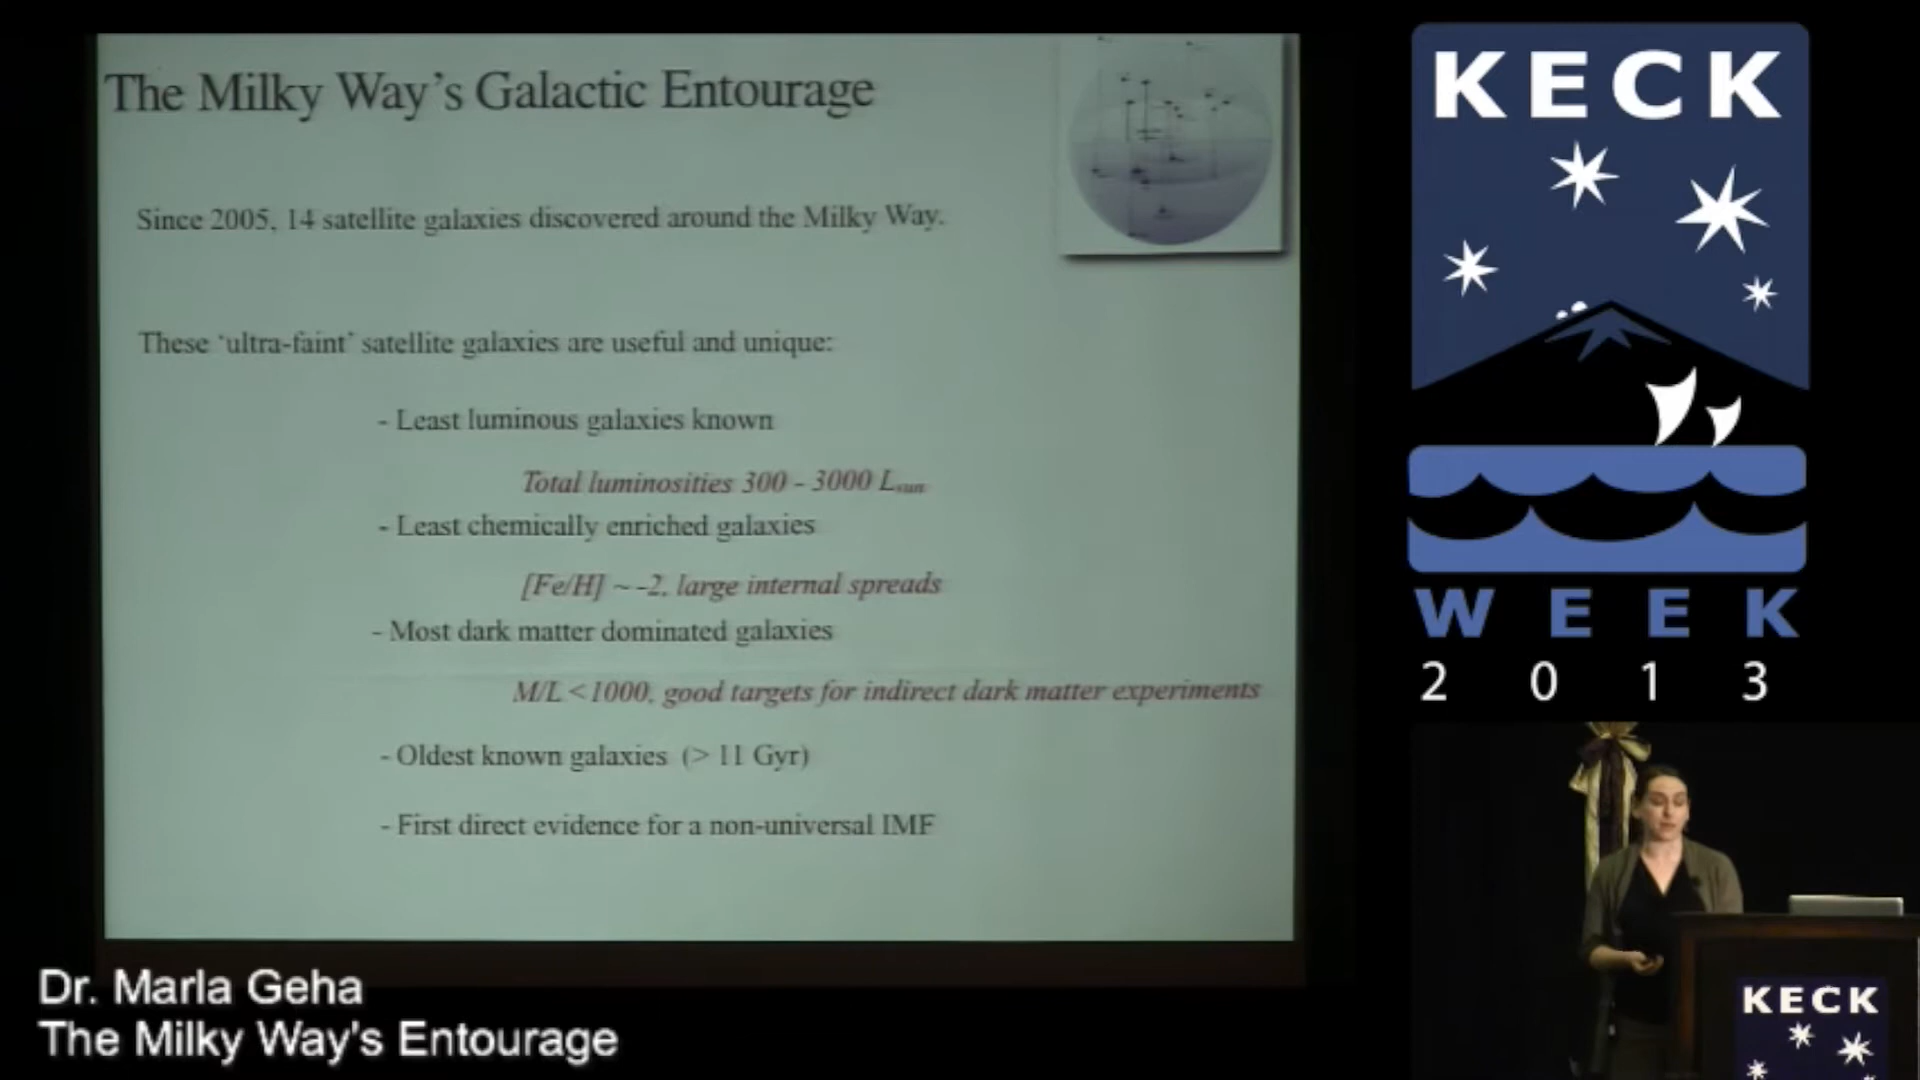 The Milky Way's Galactic Entourage
Since 2005, 14 satellite galaxies discovered around the Milky Way.
These 'ultra-faint' satellite galaxies are useful and unique:
- Least luminous galaxies known
Total luminosities 300 - 3000 Lsun
- Least chemically enriched galaxies
[Fe/H] ~ -2, large internal spreads
- Most dark matter dominated galaxies
M/L < 1000, good targets for indirect dark matter experiments
- Oldest known galaxies (> 11 Gyr)
- First direct evidence for a non-universal IMF
KECK
WEEK
2013
KECK
Dr. Marla Geha
The Milky Way's Entourage